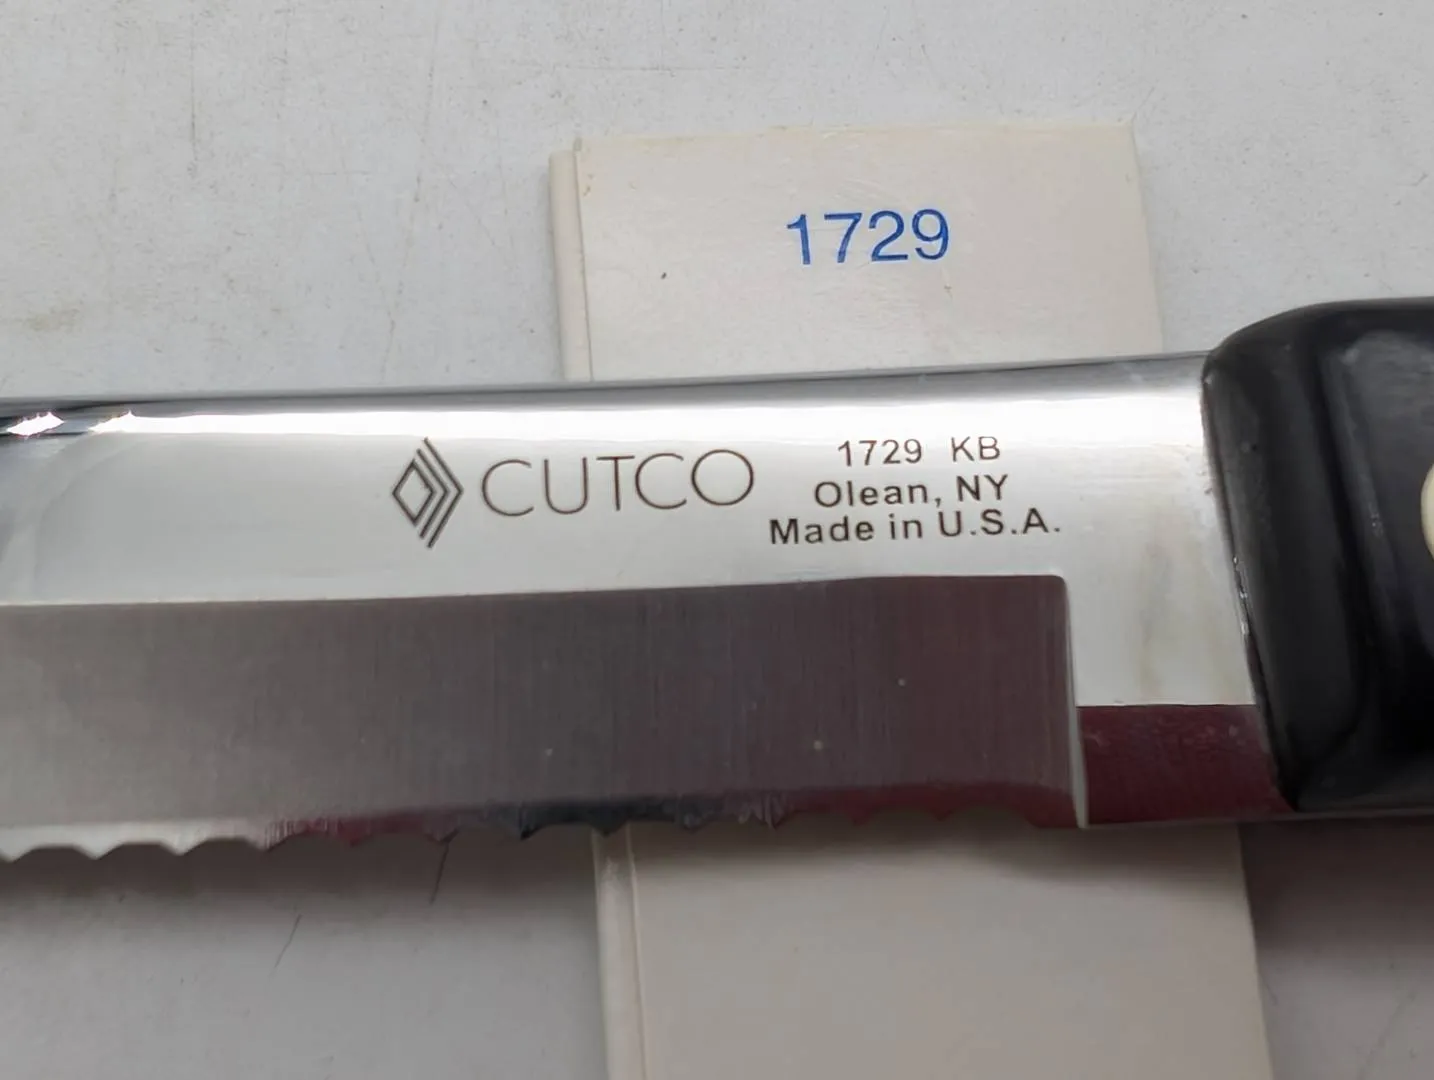 1729
CUTCO
1729 KB
Olean, NY
Made in U.S.A.